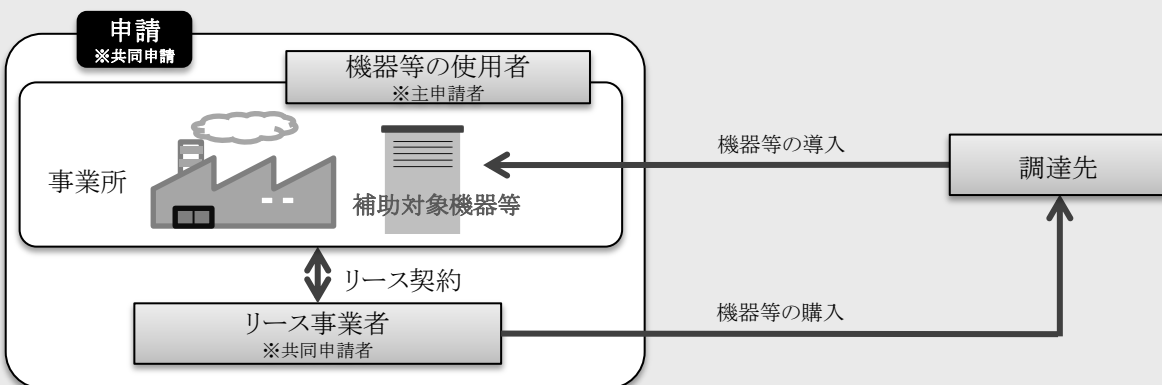 申請
※共同申請
機器等の使用者
※主申請者
機器等の導入
調達先
事業所
補助対象機器等
リース契約
機器等の購入
リース事業者
※共同申請者